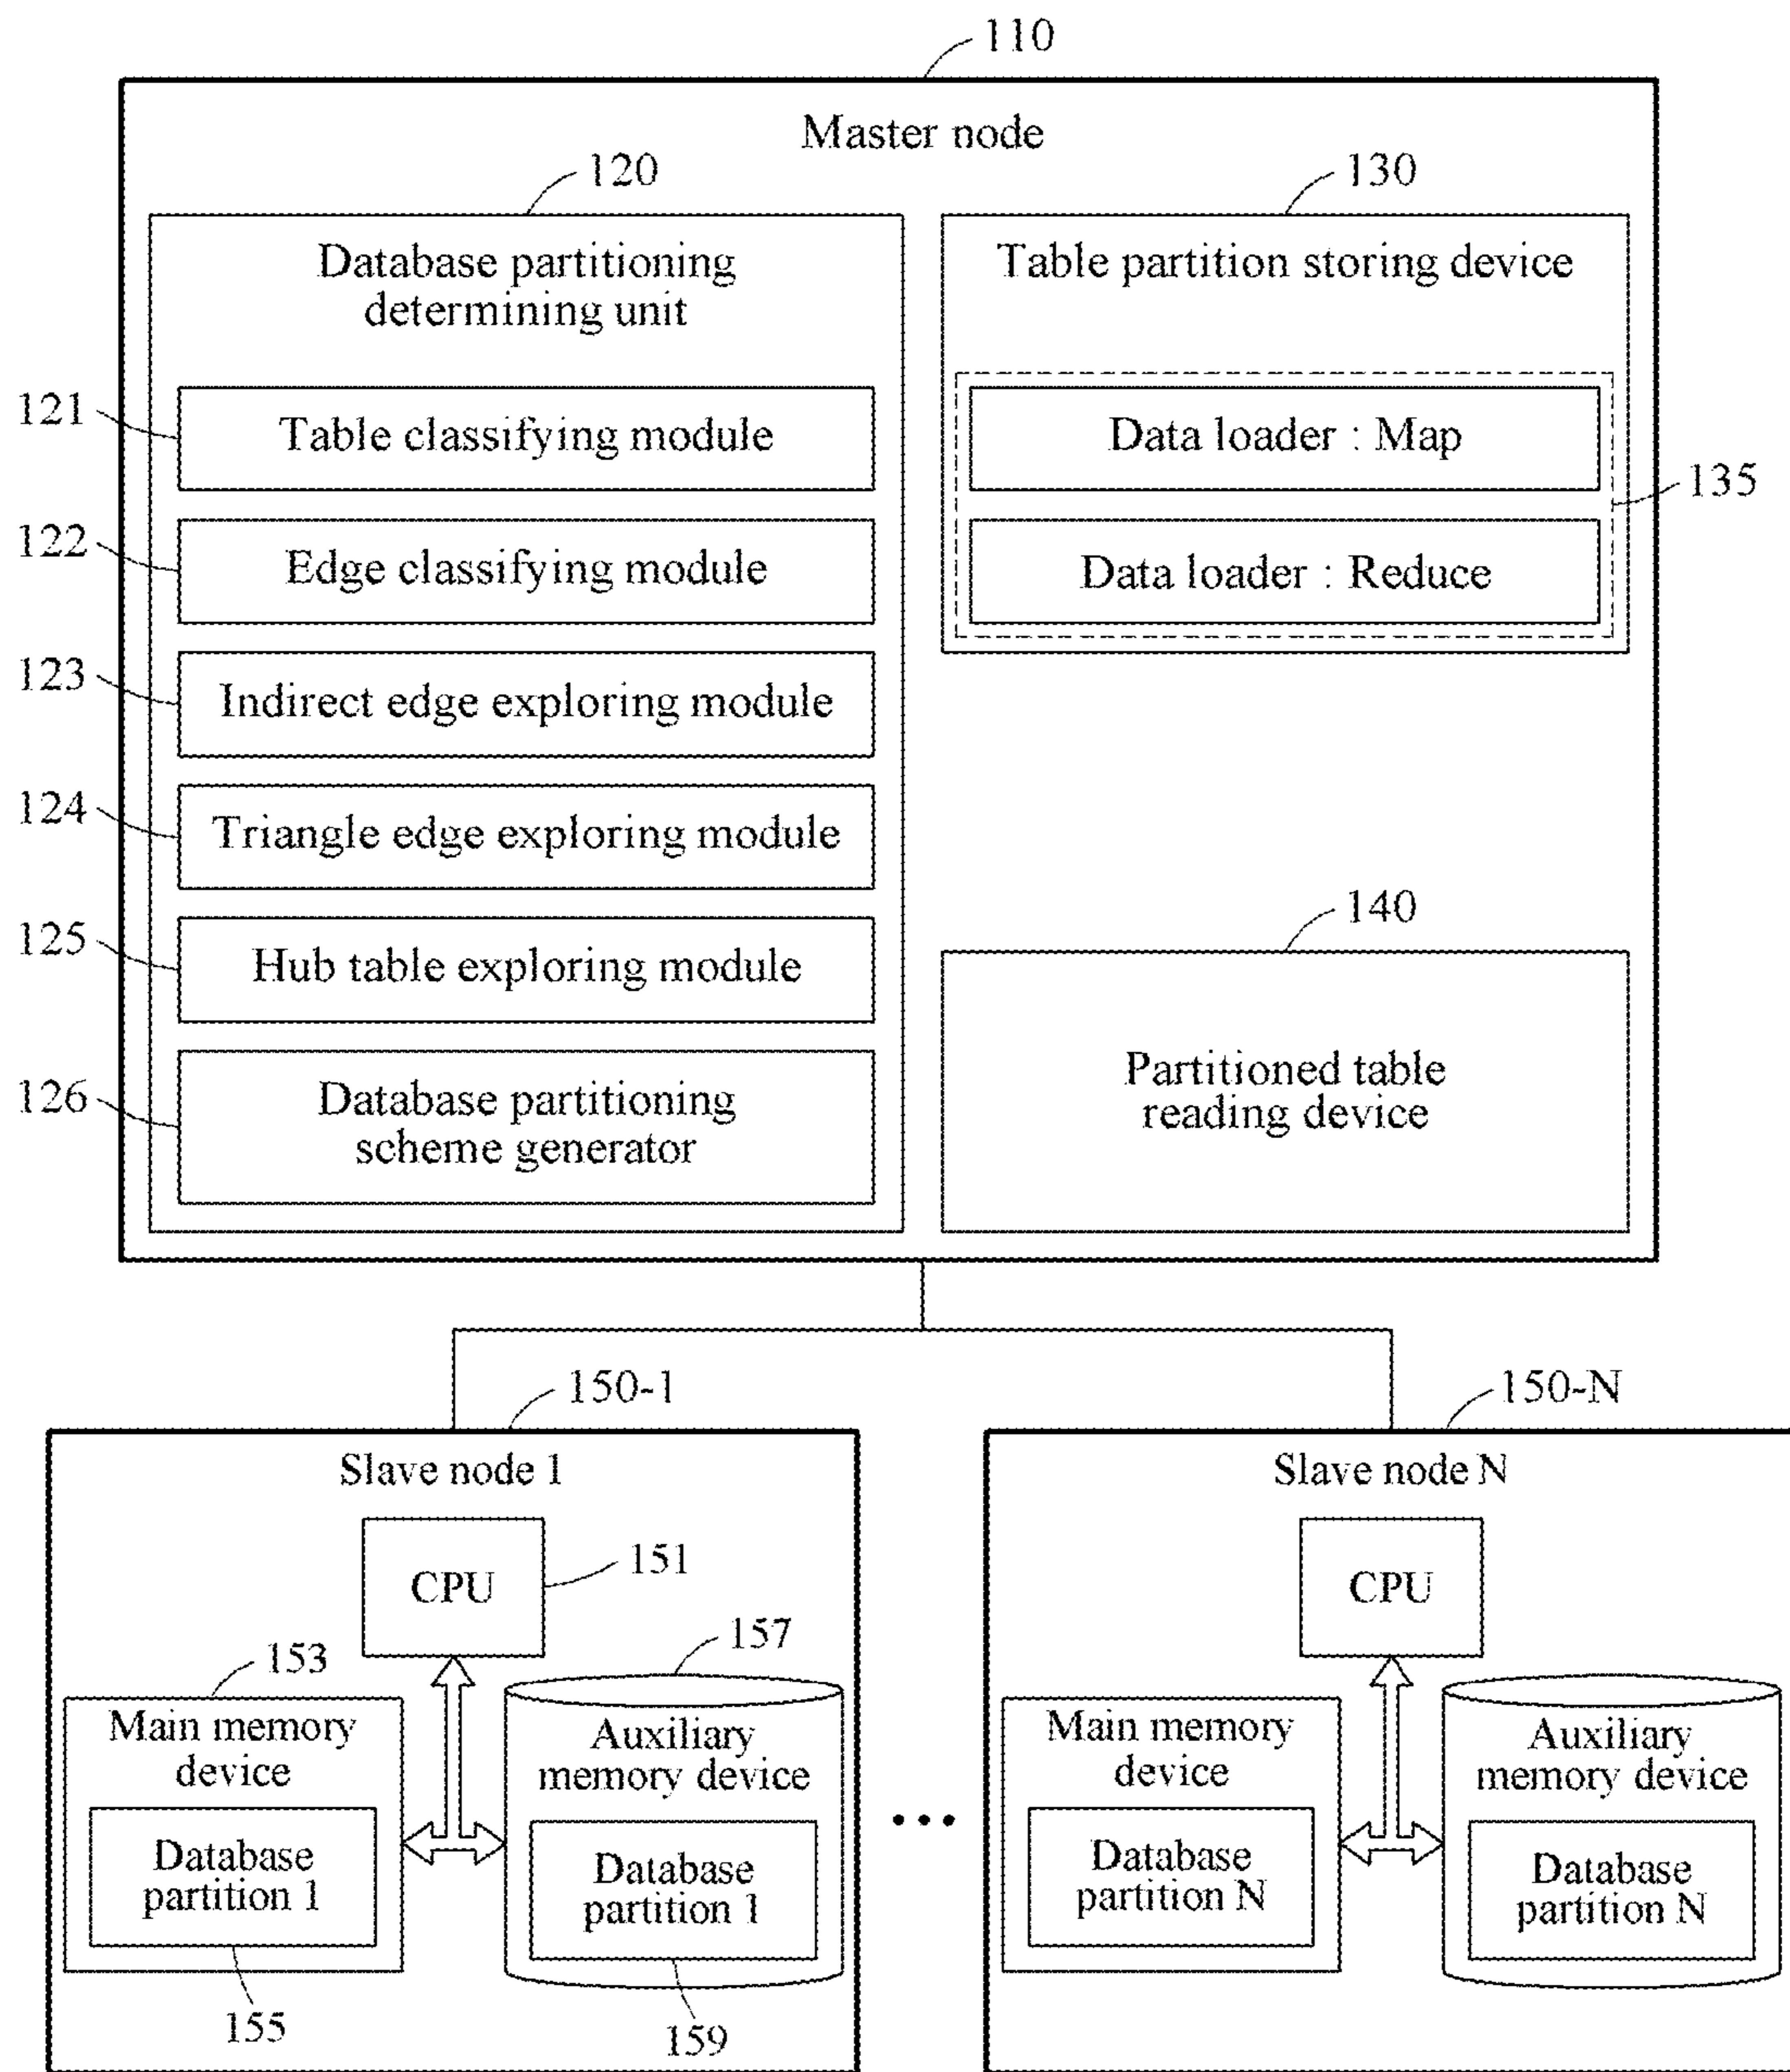 110
Master node
120
130
Database partitioning
determining unit
Table partition storing device
121
Table classifying module
Data loader : Map
135
122
Edge classifying module
Data loader : Reduce
123
Indirect edge exploring module
124
Triangle edge exploring module
140
125
Hub table exploring module
126
Database partitioning
scheme generator
Partitioned table
reading device
150-1
150-N
Slave node 1
CPU
151
153
157
Main memory
device
Auxiliary
memory device
Database
partition 1
Database
partition 1
155
159
Slave node N
CPU
Main memory
device
Auxiliary
memory device
Database
partition N
Database
partition N